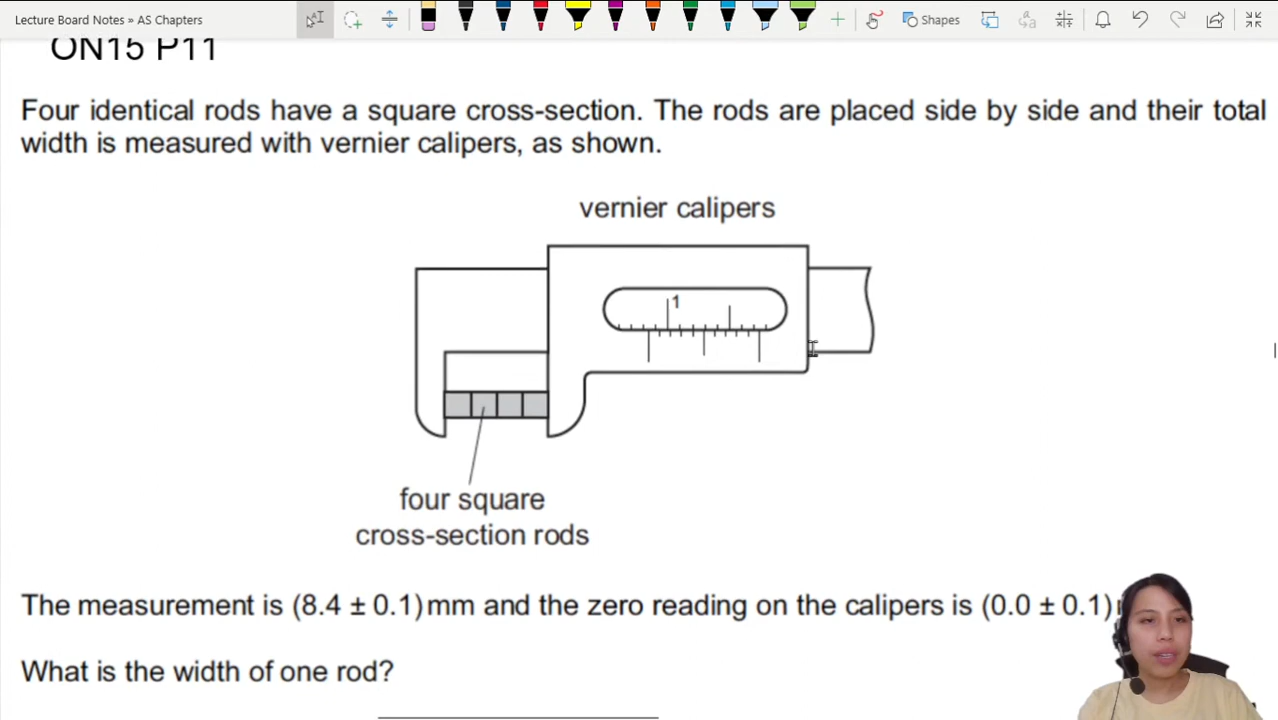 Lecture Board Notes » AS Chapters
Shapes
ON15 P11
Four identical rods have a square cross-section. The rods are placed side by side and their total
width is measured with vernier calipers, as shown.
vernier calipers
1
four square
cross-section rods
The measurement is (8.4 ± 0.1) mm and the zero reading on the calipers is (0.0 ± 0.1)
What is the width of one rod?